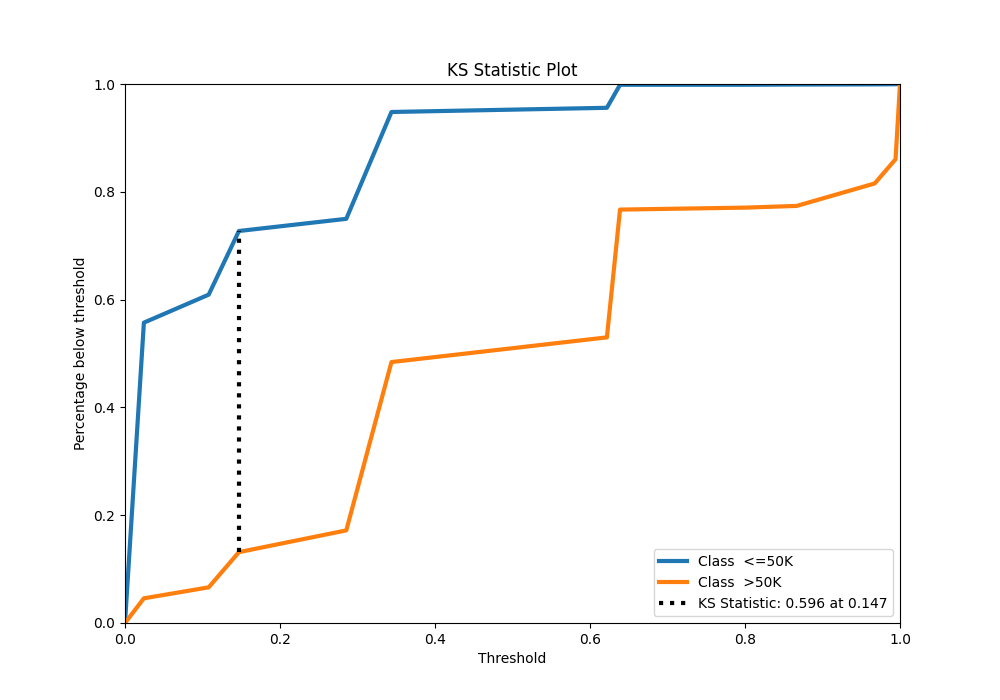 KS Statistic Plot
1.0
0.8
0.6
0.4
0.2
0.0
Percentage below threshold
0.0 0.2 0.4 0.6 0.8 1.0
Threshold
Class  <=50K
Class  >50K
KS Statistic: 0.596 at 0.147